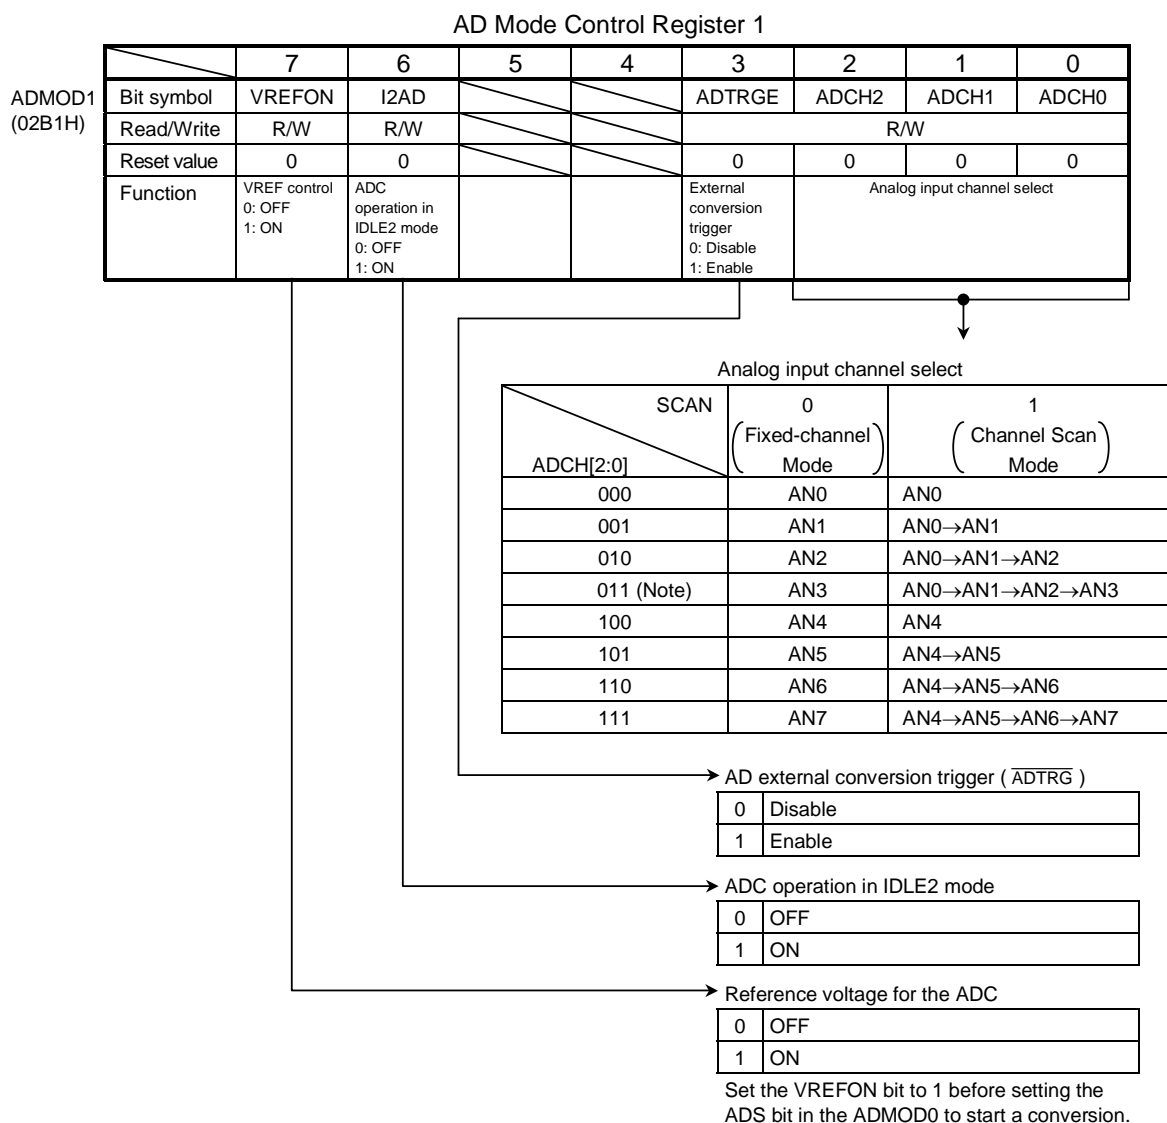 AD Mode Control Register 1
7 6 5 4 3 2 1 0
ADMOD1
(02B1H)
Bit symbol VREFON I2AD ADTRGE ADCH2 ADCH1 ADCH0
Read/Write R/W R/W R/W
Reset value 0 0 0 0 0 0
Function
VREF control
0: OFF
1: ON
ADC
operation in
IDLE2 mode
0: OFF
1: ON
External
conversion
trigger
0: Disable
1: Enable
Analog input channel select
Analog input channel select
SCAN
ADCH[2:0]
0
Fixed-channel
Mode
1
Channel Scan
Mode
000 AN0 AN0
001 AN1 AN0→AN1
010 AN2 AN0→AN1→AN2
011 (Note) AN3 AN0→AN1→AN2→AN3
100 AN4 AN4
101 AN5 AN4→AN5
110 AN6 AN4→AN5→AN6
111 AN7 AN4→AN5→AN6→AN7
AD external conversion trigger ( A̅D̅T̅R̅G̅ )
0 Disable
1 Enable
ADC operation in IDLE2 mode
0 OFF
1 ON
Reference voltage for the ADC
0 OFF
1 ON
Set the VREFON bit to 1 before setting the
ADS bit in the ADMOD0 to start a conversion.